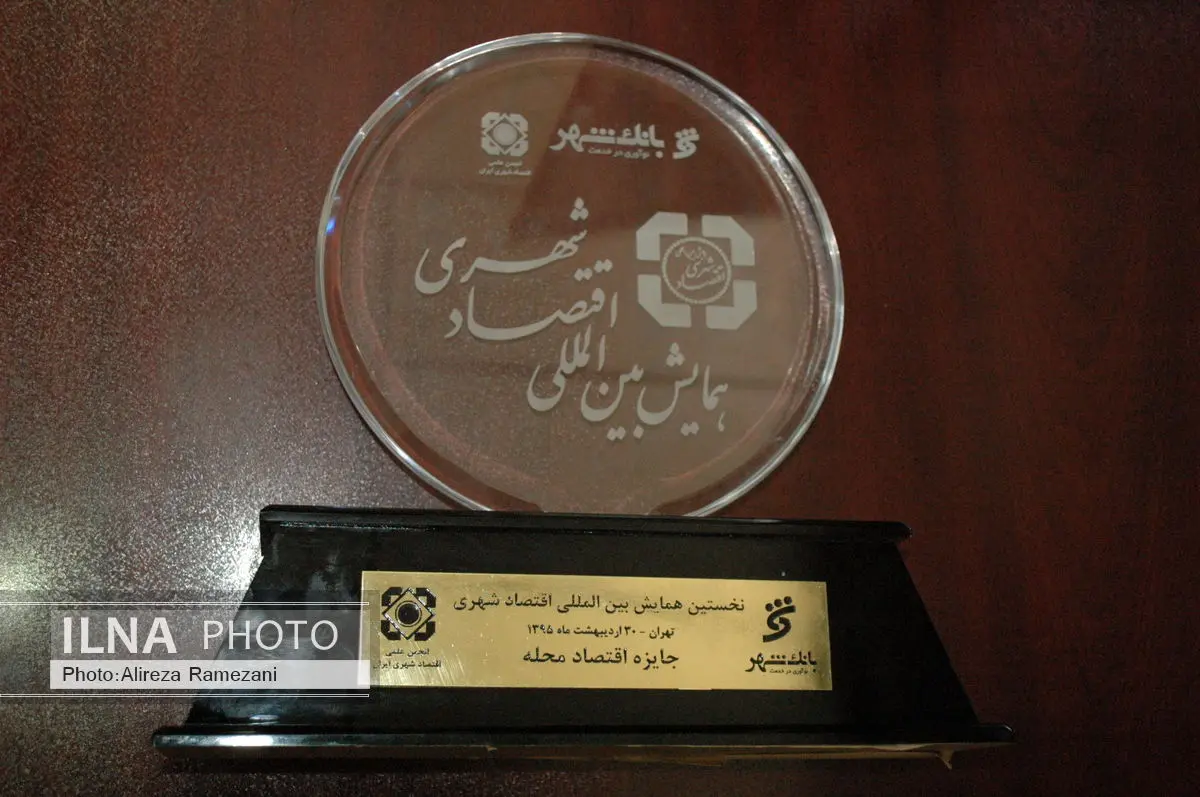 بانک شهر
نوآوری در خدمت
انجمن علمی
اقتصاد شهری ایران
همایش بین المللی
اقتصاد
شهری
اقتصاد
شهری
نخستین همایش بین المللی اقتصاد شهری
تهران - ۳۰ اردیبهشت ماه ۱۳۹۵
جایزه اقتصاد محله
بانک شهر
نوآوری در خدمت
انجمن علمی
اقتصاد شهری ایران
ILNA PHOTO
Photo:Alireza Ramezani